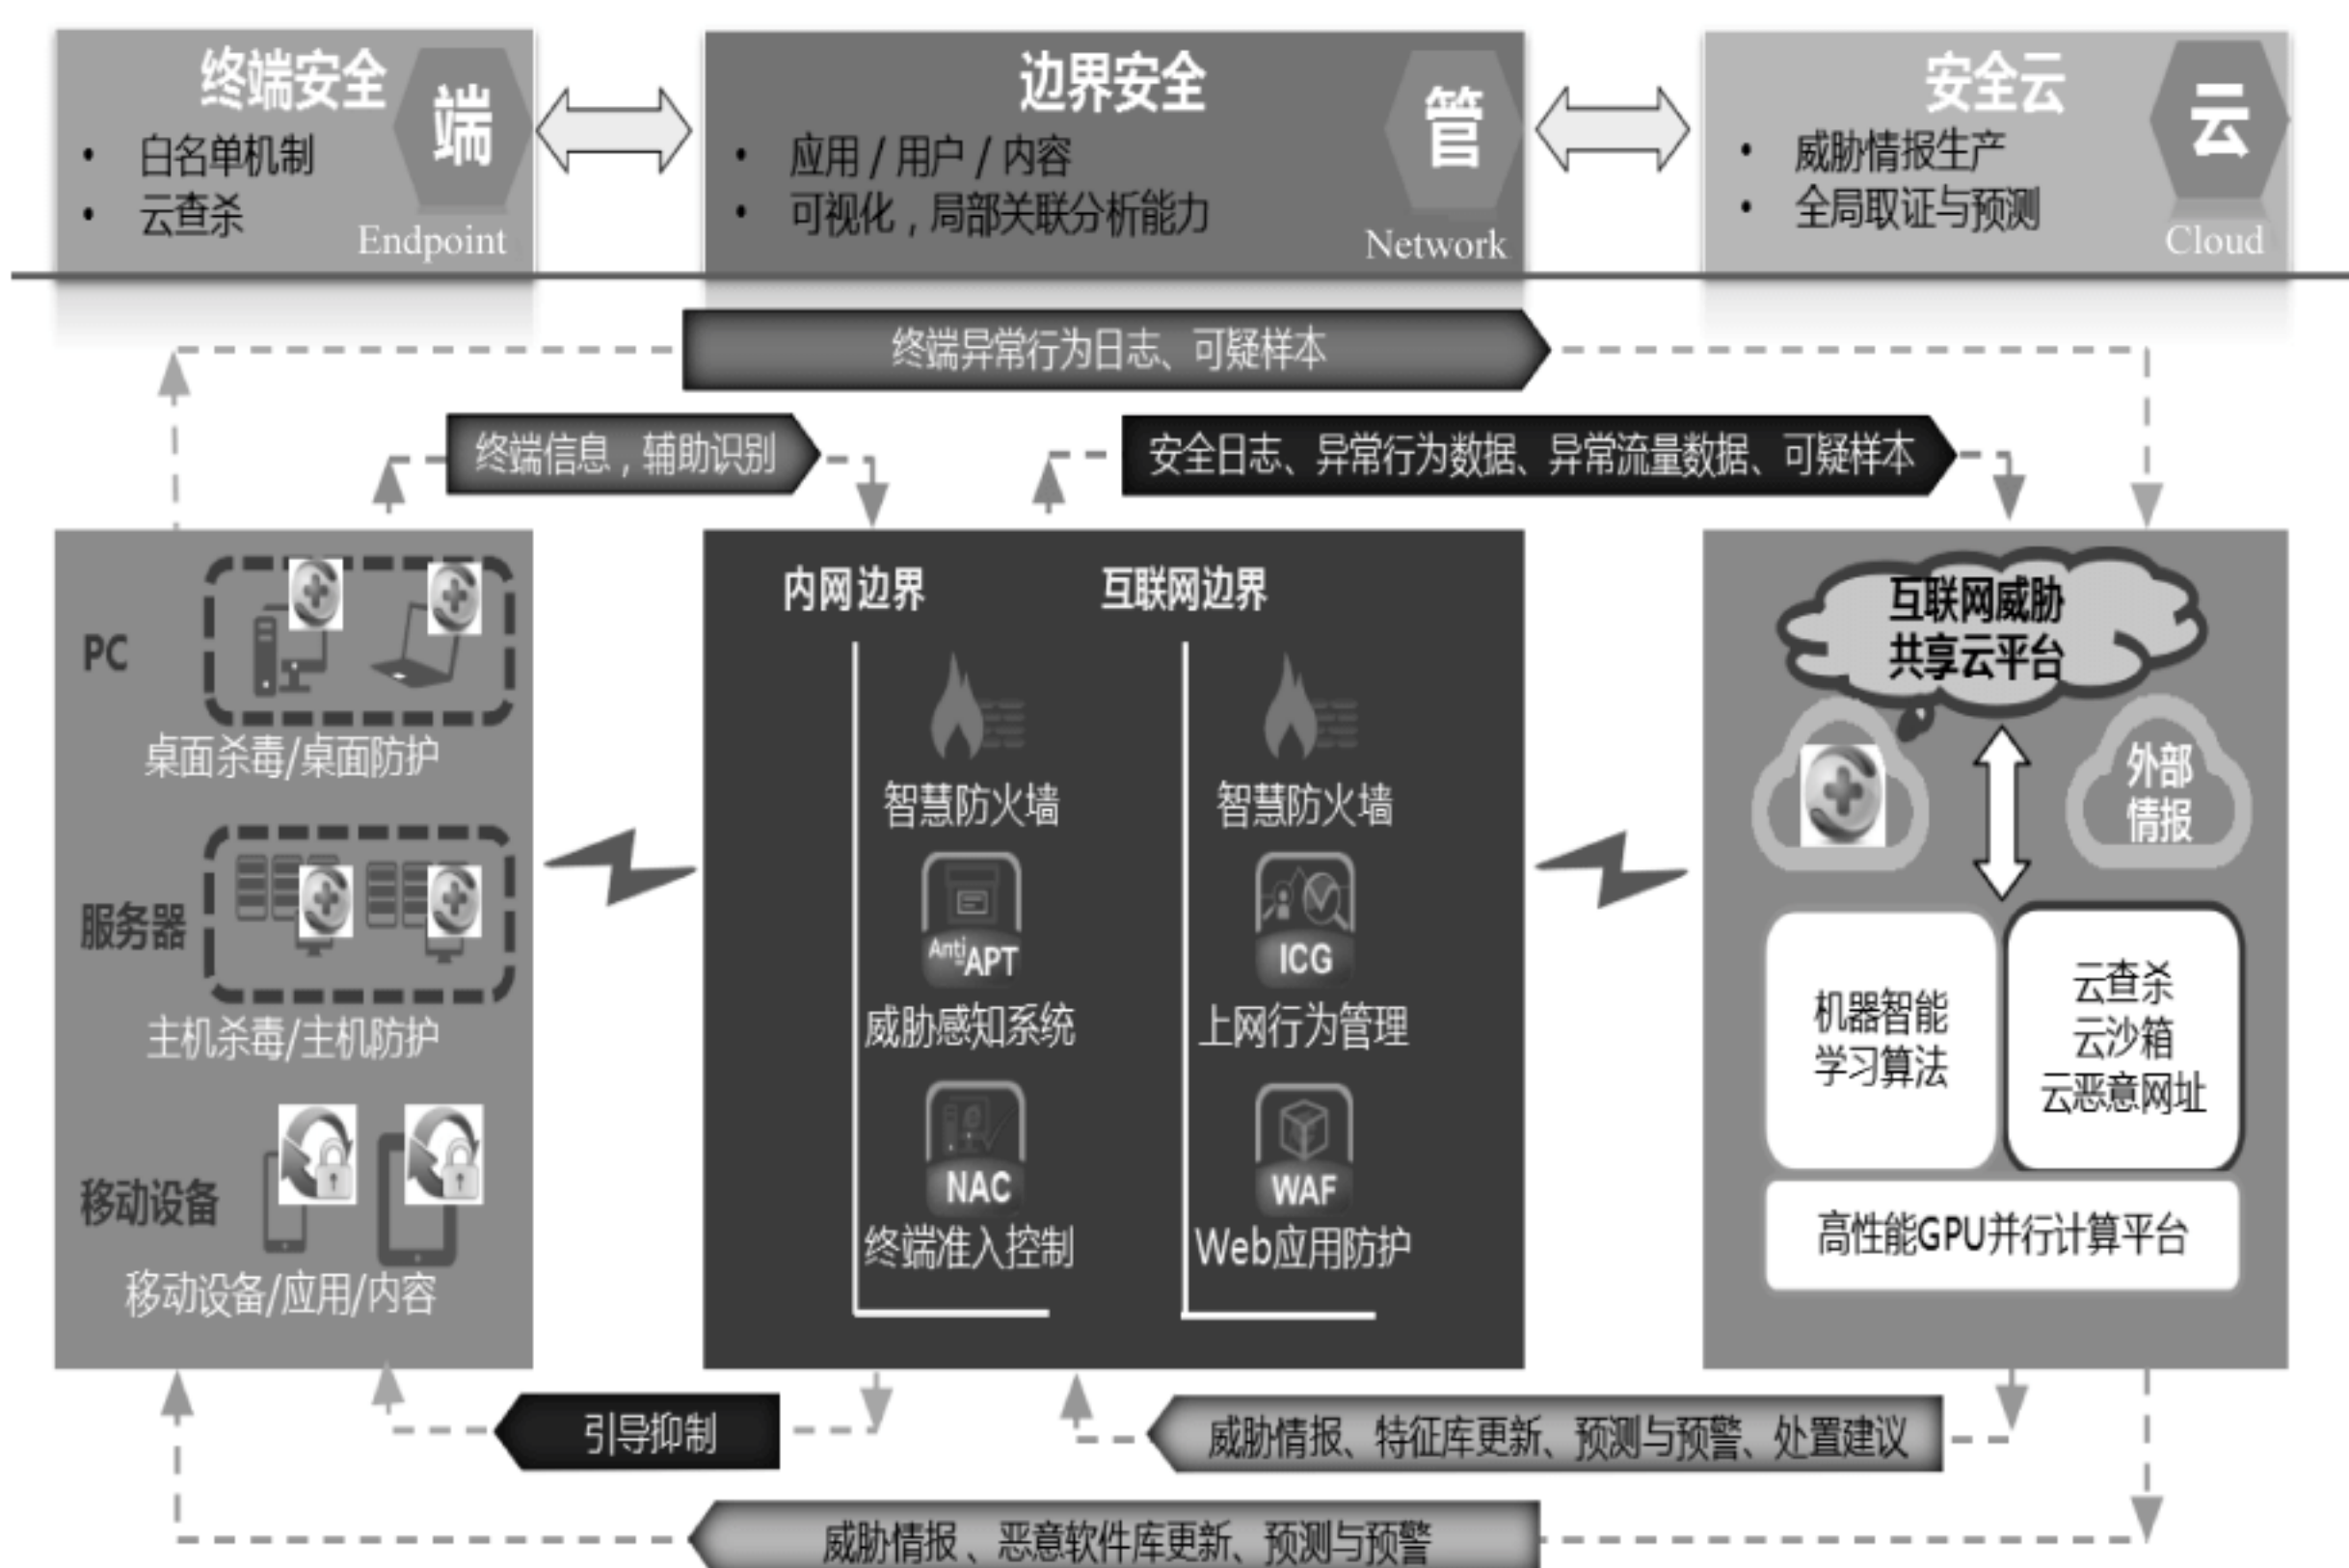 终端安全
端
• 白名单机制
• 云查杀
Endpoint
边界安全
管
• 应用 / 用户 / 内容
• 可视化，局部关联分析能力
Network
安全云
云
• 威胁情报生产
• 全局取证与预测
Cloud
终端异常行为日志、可疑样本
终端信息，辅助识别
安全日志、异常行为数据、异常流量数据、可疑样本
PC
桌面杀毒/桌面防护
服务器
主机杀毒/主机防护
移动设备
移动设备/应用/内容
内网边界
智慧防火墙
Anti-APT
威胁感知系统
NAC
终端准入控制
互联网边界
智慧防火墙
ICG
上网行为管理
WAF
Web应用防护
互联网威胁
共享云平台
外部
情报
机器智能
学习算法
云查杀
云沙箱
云恶意网址
高性能GPU并行计算平台
引导抑制
威胁情报、特征库更新、预测与预警、处置建议
威胁情报、恶意软件库更新、预测与预警